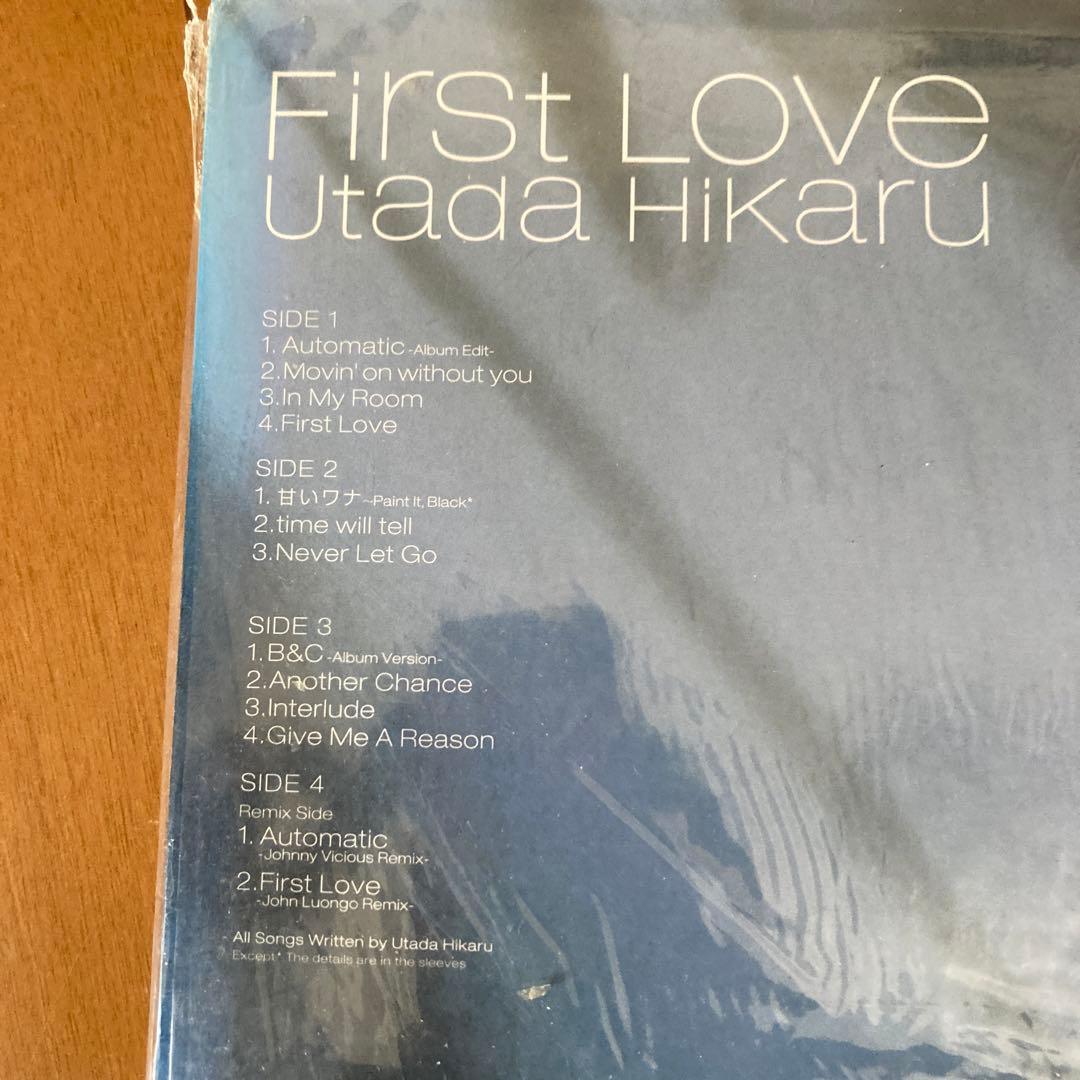 First Love
Utada Hikaru
SIDE 1
1. Automatic -Album Edit-
2.Movin' on without you
3.In My Room
4.First Love
SIDE 2
1. 甘いワナ ~Paint It, Black*
2.time will tell
3.Never Let Go
SIDE 3
1.B&C -Album Version-
2.Another Chance
3.Interlude
4.Give Me A Reason
SIDE 4
Remix Side
1. Automatic
-Johnny Vicious Remix-
2.First Love
-John Luongo Remix-
All Songs Written by Utada Hikaru
Except* The details are in the sleeves